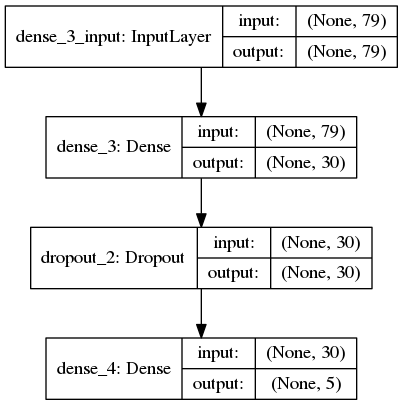 dense_3_input: InputLayer
input: (None, 79)
output: (None, 79)
dense_3: Dense
input: (None, 79)
output: (None, 30)
dropout_2: Dropout
input: (None, 30)
output: (None, 30)
dense_4: Dense
input: (None, 30)
output: (None, 5)